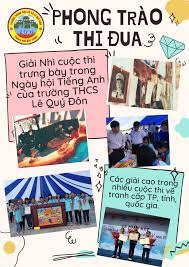 PHONG TRÀO
THI ĐUA
Giải Nhì cuộc thi
trưng bày trong
Ngày hội Tiếng Anh
của trường THCS
Lê Quý Đôn
Các giải cao trong
nhiều cuộc thi vẽ
tranh cấp TP, tỉnh,
quốc gia.